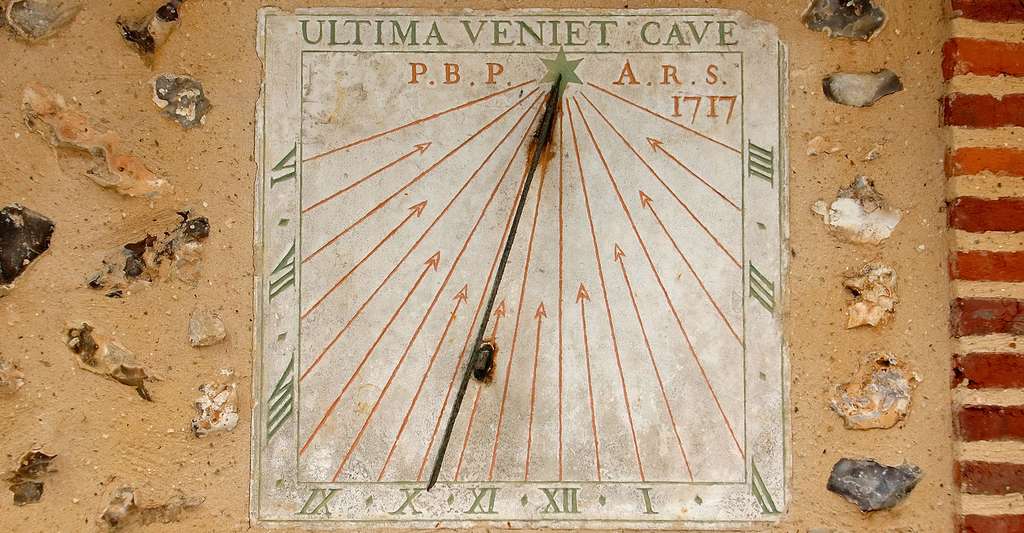 ULTIMA VENIET CAVE
P.B.P. A.R.S.
1717
VI
VII
VIII
IX · X · XI · XII · I · II
III
IIII